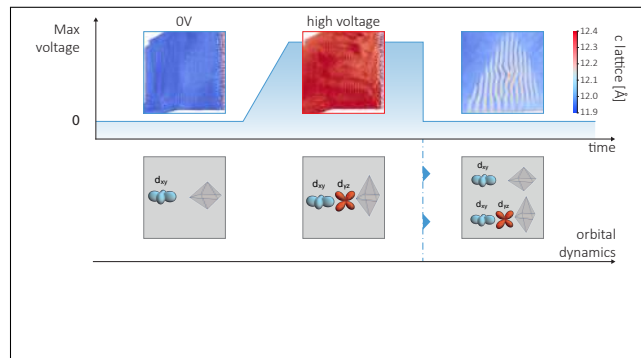 Max
voltage
0V
high voltage
12.4
12.3
12.2
12.1
12.0
11.9
c lattice [Å]
0
time
dxy
dxy dyz
dxy
dxy dyz
orbital
dynamics